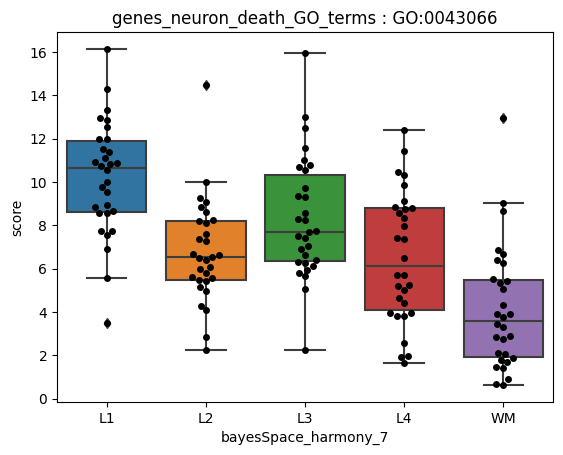 genes_neuron_death_GO_terms : GO:0043066
16
14
12
10
8
6
4
2
0
score
L1 L2 L3 L4 WM
bayesSpace_harmony_7